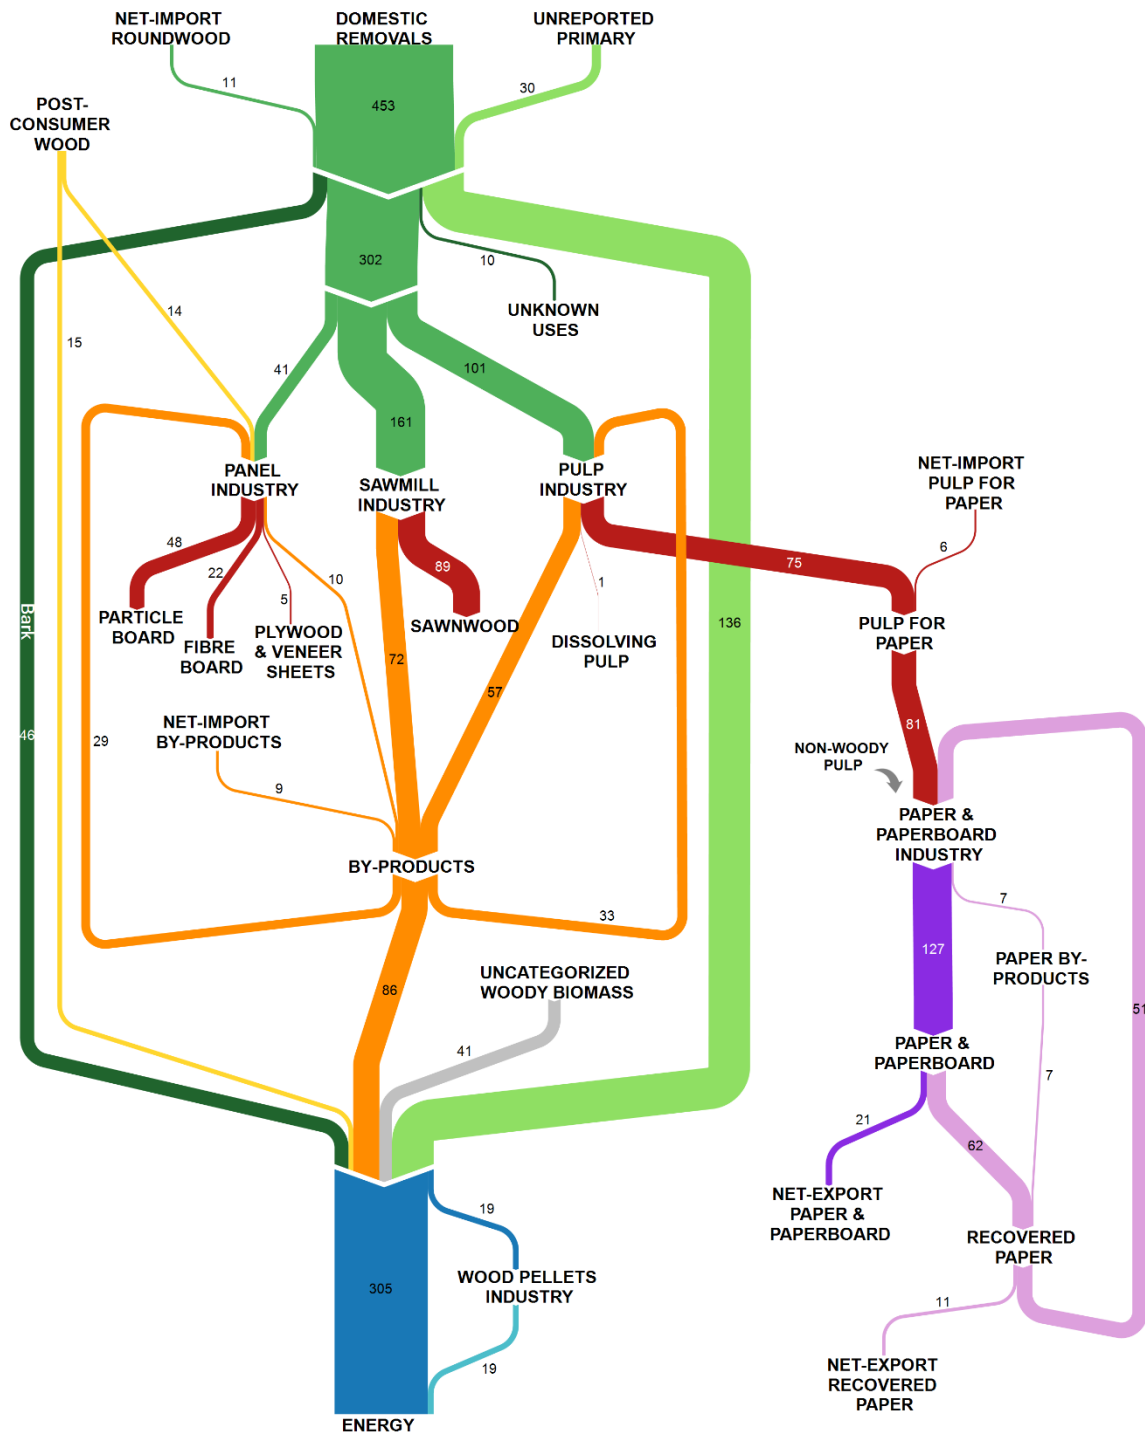 NET-IMPORT
ROUNDWOOD
DOMESTIC
REMOVALS
UNREPORTED
PRIMARY
11
453
30
POST-
CONSUMER
WOOD
302
10
UNKNOWN
USES
14
15
41
101
161
136
PANEL
INDUSTRY
SAWMILL
INDUSTRY
PULP
INDUSTRY
NET-IMPORT
PULP FOR
PAPER
48
22
5
10
89
1
75
6
PARTICLE
BOARD
FIBRE
BOARD
PLYWOOD
& VENEER
SHEETS
SAWNWOOD
DISSOLVING
PULP
PULP FOR
PAPER
Bark
46
72
57
29
NET-IMPORT
BY-PRODUCTS
9
81
NON-WOODY
PULP
PAPER &
PAPERBOARD
INDUSTRY
BY-PRODUCTS
33
7
127
PAPER BY-
PRODUCTS
51
86
UNCATEGORIZED
WOODY BIOMASS
41
PAPER &
PAPERBOARD
7
21
62
NET-EXPORT
PAPER &
PAPERBOARD
RECOVERED
PAPER
19
305
WOOD PELLETS
INDUSTRY
19
11
NET-EXPORT
RECOVERED
PAPER
ENERGY